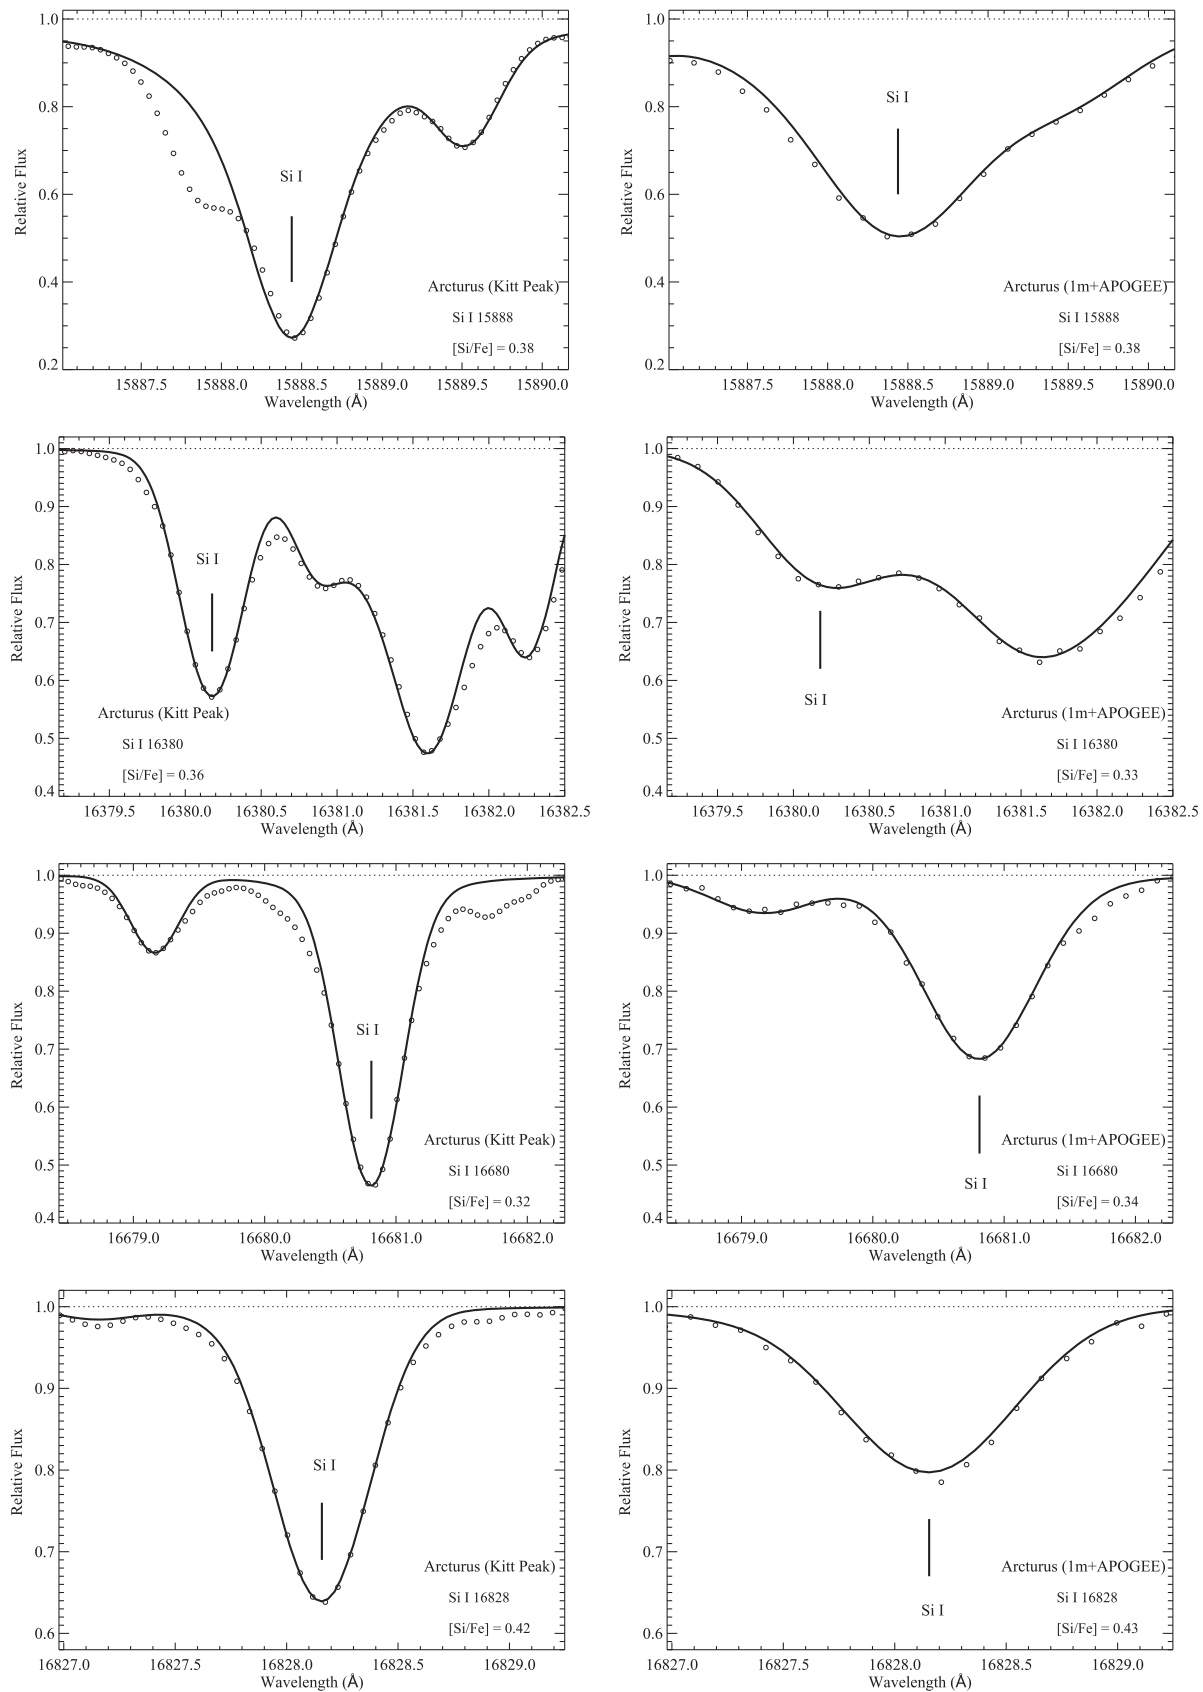 1.0
0.8
0.6
0.4
0.2
Relative Flux
Si I
Arcturus (Kitt Peak)
Si I 15888
[Si/Fe] = 0.38
15887.5 15888.0 15888.5 15889.0 15889.5 15890.0
Wavelength (Å)
1.0
0.8
0.6
0.4
0.2
Relative Flux
Si I
Arcturus (1m+APOGEE)
Si I 15888
[Si/Fe] = 0.38
15887.5 15888.0 15888.5 15889.0 15889.5 15890.0
Wavelength (Å)
1.0
0.9
0.8
0.7
0.6
0.5
0.4
Relative Flux
Si I
Arcturus (Kitt Peak)
Si I 16380
[Si/Fe] = 0.36
16379.5 16380.0 16380.5 16381.0 16381.5 16382.0 16382.5
Wavelength (Å)
1.0
0.9
0.8
0.7
0.6
0.5
0.4
Relative Flux
Si I
Arcturus (1m+APOGEE)
Si I 16380
[Si/Fe] = 0.33
16379.5 16380.0 16380.5 16381.0 16381.5 16382.0 16382.5
Wavelength (Å)
1.0
0.9
0.8
0.7
0.6
0.5
0.4
Relative Flux
Si I
Arcturus (Kitt Peak)
Si I 16680
[Si/Fe] = 0.32
16679.0 16680.0 16681.0 16682.0
Wavelength (Å)
1.0
0.9
0.8
0.7
0.6
0.5
0.4
Relative Flux
Si I
Arcturus (1m+APOGEE)
Si I 16680
[Si/Fe] = 0.34
16679.0 16680.0 16681.0 16682.0
Wavelength (Å)
1.0
0.9
0.8
0.7
0.6
Relative Flux
Si I
Arcturus (Kitt Peak)
Si I 16828
[Si/Fe] = 0.42
16827.0 16827.5 16828.0 16828.5 16829.0
Wavelength (Å)
1.0
0.9
0.8
0.7
0.6
Relative Flux
Si I
Arcturus (1m+APOGEE)
Si I 16828
[Si/Fe] = 0.43
16827.0 16827.5 16828.0 16828.5 16829.0
Wavelength (Å)